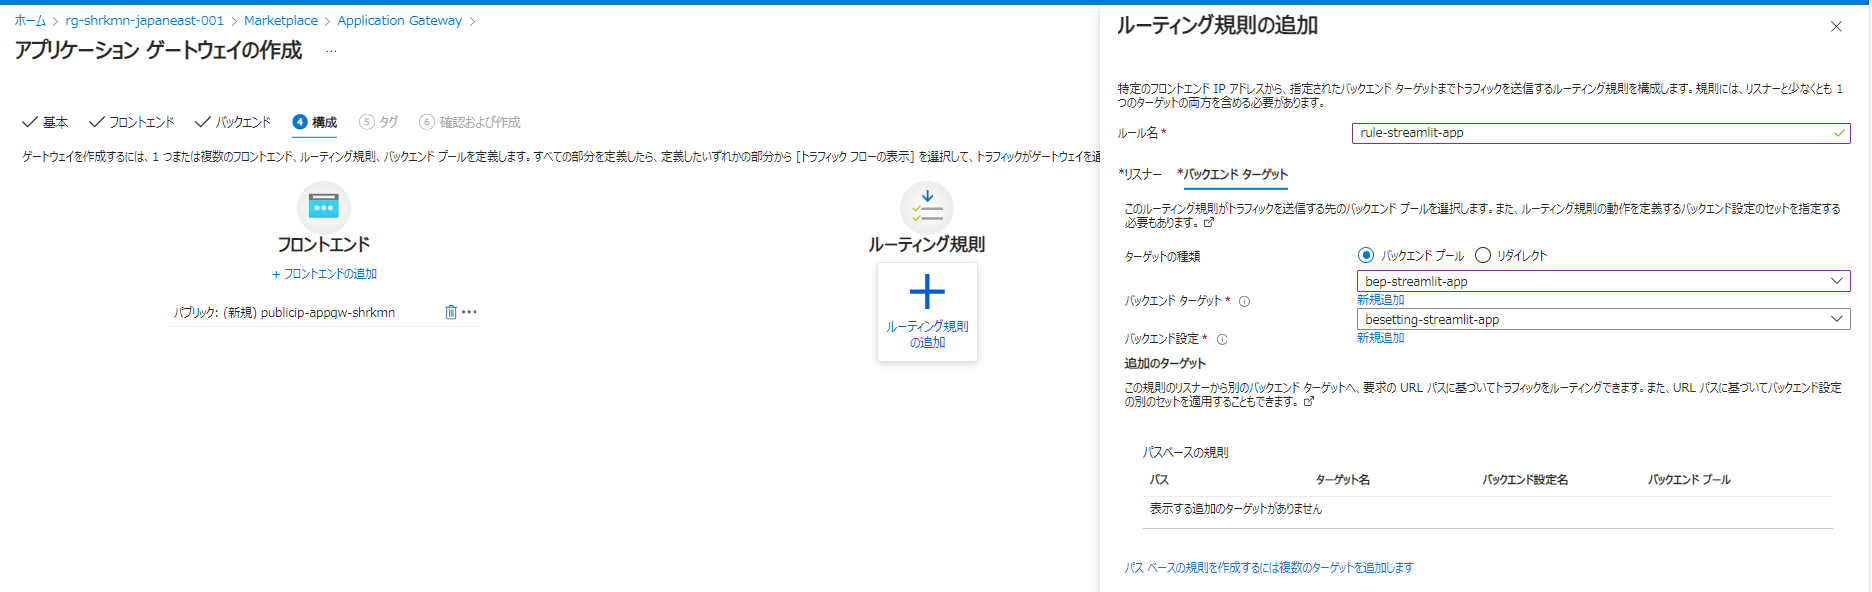 ホーム > rg-shrkmn-japaneast-001 > Marketplace > Application Gateway >
アプリケーション ゲートウェイの作成 …
基本 フロントエンド バックエンド 4 構成 5 タグ 6 確認および作成
ゲートウェイを作成するには、1 つまたは複数のフロントエンド、ルーティング規則、バックエンド プールを定義します。すべての部分を定義したら、定義したいずれかの部分から [トラフィック フローの表示] を選択して、トラフィックがゲートウェイを通
フロントエンド
+ フロントエンドの追加
パブリック: (新規) publicip-appgw-shrkmn
ルーティング規則
ルーティング規則
の追加
ルーティング規則の追加
特定のフロントエンド IP アドレスから、指定されたバックエンド ターゲットまでトラフィックを送信するルーティング規則を構成します。規則には、リスナーと少なくとも 1
つのターゲットの両方を含める必要があります。
ルール名 * rule-streamlit-app
*リスナー *バックエンド ターゲット
このルーティング規則がトラフィックを送信する先のバックエンド プールを選択します。また、ルーティング規則の動作を定義するバックエンド設定のセットを指定する
必要もあります。
ターゲットの種類 バックエンド プール リダイレクト
bep-streamlit-app
バックエンド ターゲット * 新規追加
besetting-streamlit-app
バックエンド設定 * 新規追加
追加のターゲット
この規則のリスナーから別のバックエンド ターゲットへ、要求の URL パスに基づいてトラフィックをルーティングできます。また、URL パスに基づいてバックエンド設定
の別のセットを適用することもできます。
パスベースの規則
パス ターゲット名 バックエンド設定名 バックエンド プール
表示する追加のターゲットがありません
パス ベースの規則を作成するには複数のターゲットを追加します